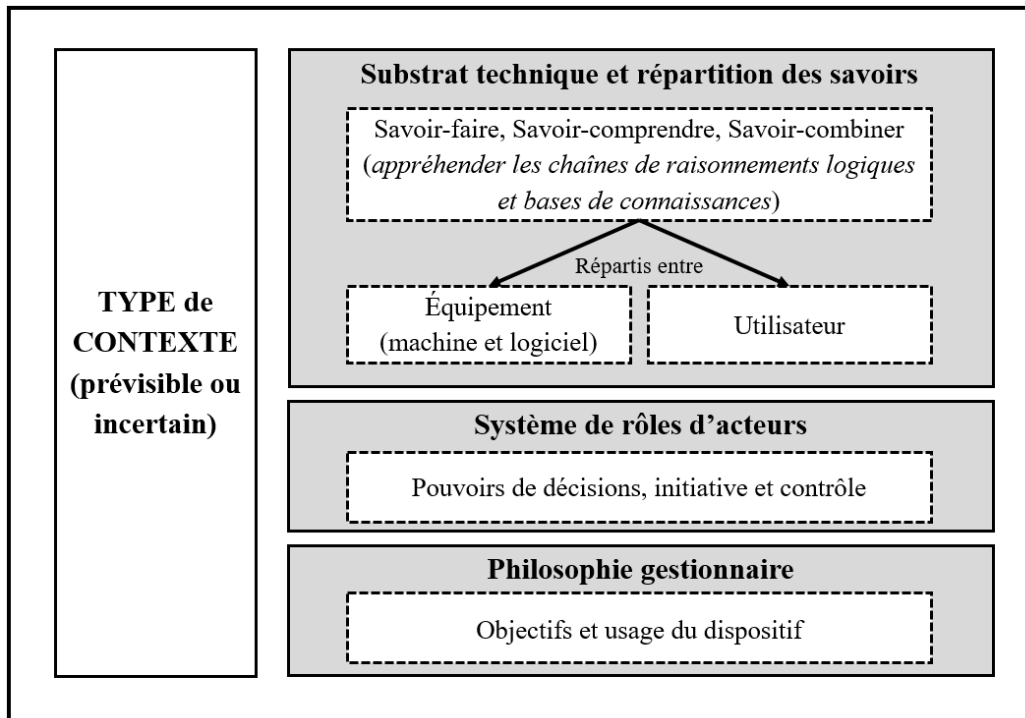 TYPE de
CONTEXTE
(prévisible ou
incertain)
Substrat technique et répartition des savoirs
Savoir-faire, Savoir-comprendre, Savoir-combiner
(appréhender les chaînes de raisonnements logiques
et bases de connaissances)
Répartis entre
Équipement
(machine et logiciel)
Utilisateur
Système de rôles d’acteurs
Pouvoirs de décisions, initiative et contrôle
Philosophie gestionnaire
Objectifs et usage du dispositif